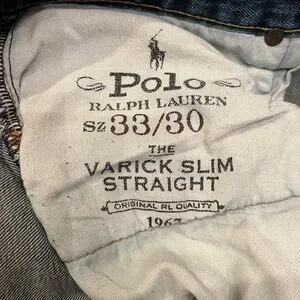 Polo
RALPH LAUREN
SZ 33/30
THE
VARICK SLIM
STRAIGHT
ORIGINAL RL QUALITY
1967